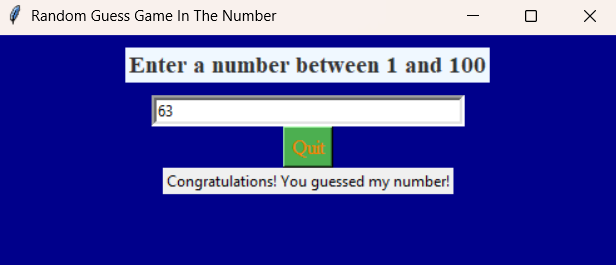 Random Guess Game In The Number
Enter a number between 1 and 100
63
Quit
Congratulations! You guessed my number!